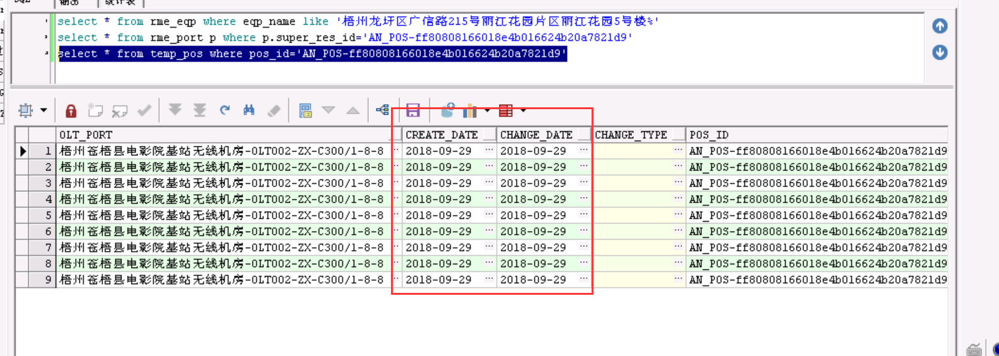 输出
统计表
select * from rme_eqp where eqp_name like '梧州龙圩区广信路215号丽江花园片区丽江花园5号楼%'
select * from rme_port p where p.super_res_id='AN_POS-ff80808166018e4b016624b20a7821d9'
select * from temp_pos where pos_id='AN_POS-ff80808166018e4b016624b20a7821d9'
OLT_PORT CREATE_DATE CHANGE_DATE CHANGE_TYPE POS_ID
1 梧州苍梧县电影院基站无线机房-OLT002-ZX-C300/1-8-8 ··· 2018-09-29 ··· 2018-09-29 ··· ··· AN_POS-ff80808166018e4b016624b20a7821d9
2 梧州苍梧县电影院基站无线机房-OLT002-ZX-C300/1-8-8 ··· 2018-09-29 ··· 2018-09-29 ··· ··· AN_POS-ff80808166018e4b016624b20a7821d9
3 梧州苍梧县电影院基站无线机房-OLT002-ZX-C300/1-8-8 ··· 2018-09-29 ··· 2018-09-29 ··· ··· AN_POS-ff80808166018e4b016624b20a7821d9
4 梧州苍梧县电影院基站无线机房-OLT002-ZX-C300/1-8-8 ··· 2018-09-29 ··· 2018-09-29 ··· ··· AN_POS-ff80808166018e4b016624b20a7821d9
5 梧州苍梧县电影院基站无线机房-OLT002-ZX-C300/1-8-8 ··· 2018-09-29 ··· 2018-09-29 ··· ··· AN_POS-ff80808166018e4b016624b20a7821d9
6 梧州苍梧县电影院基站无线机房-OLT002-ZX-C300/1-8-8 ··· 2018-09-29 ··· 2018-09-29 ··· ··· AN_POS-ff80808166018e4b016624b20a7821d9
7 梧州苍梧县电影院基站无线机房-OLT002-ZX-C300/1-8-8 ··· 2018-09-29 ··· 2018-09-29 ··· ··· AN_POS-ff80808166018e4b016624b20a7821d9
8 梧州苍梧县电影院基站无线机房-OLT002-ZX-C300/1-8-8 ··· 2018-09-29 ··· 2018-09-29 ··· ··· AN_POS-ff80808166018e4b016624b20a7821d9
9 梧州苍梧县电影院基站无线机房-OLT002-ZX-C300/1-8-8 ··· 2018-09-29 ··· 2018-09-29 ··· ··· AN_POS-ff80808166018e4b016624b20a7821d9